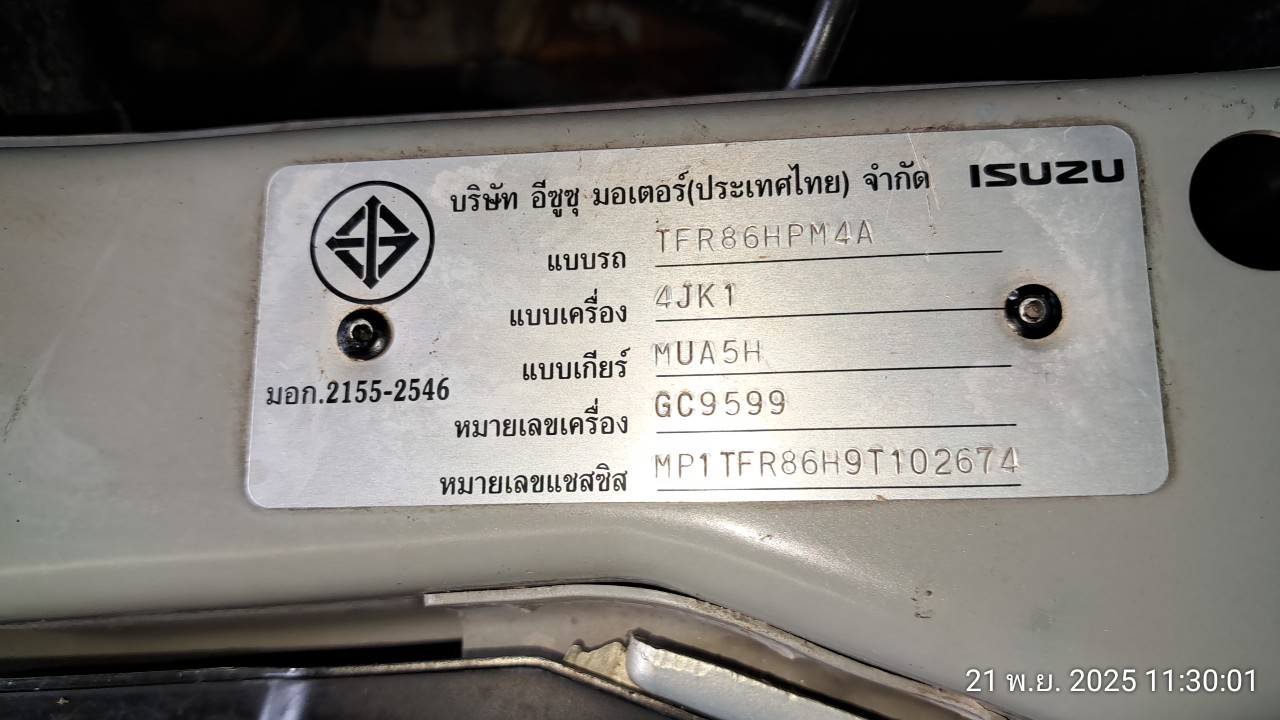 บริษัท อีซูซุ มอเตอร์(ประเทศไทย) จำกัด ISUZU
แบบรถ TFR86HPM4A
แบบเครื่อง 4JK1
แบบเกียร์ MUA5H
มอก.2155-2546
หมายเลขเครื่อง GC9599
หมายเลขแชสซิส MP1TFR86H9T102674
21 พ.ย. 2025 11:30:01